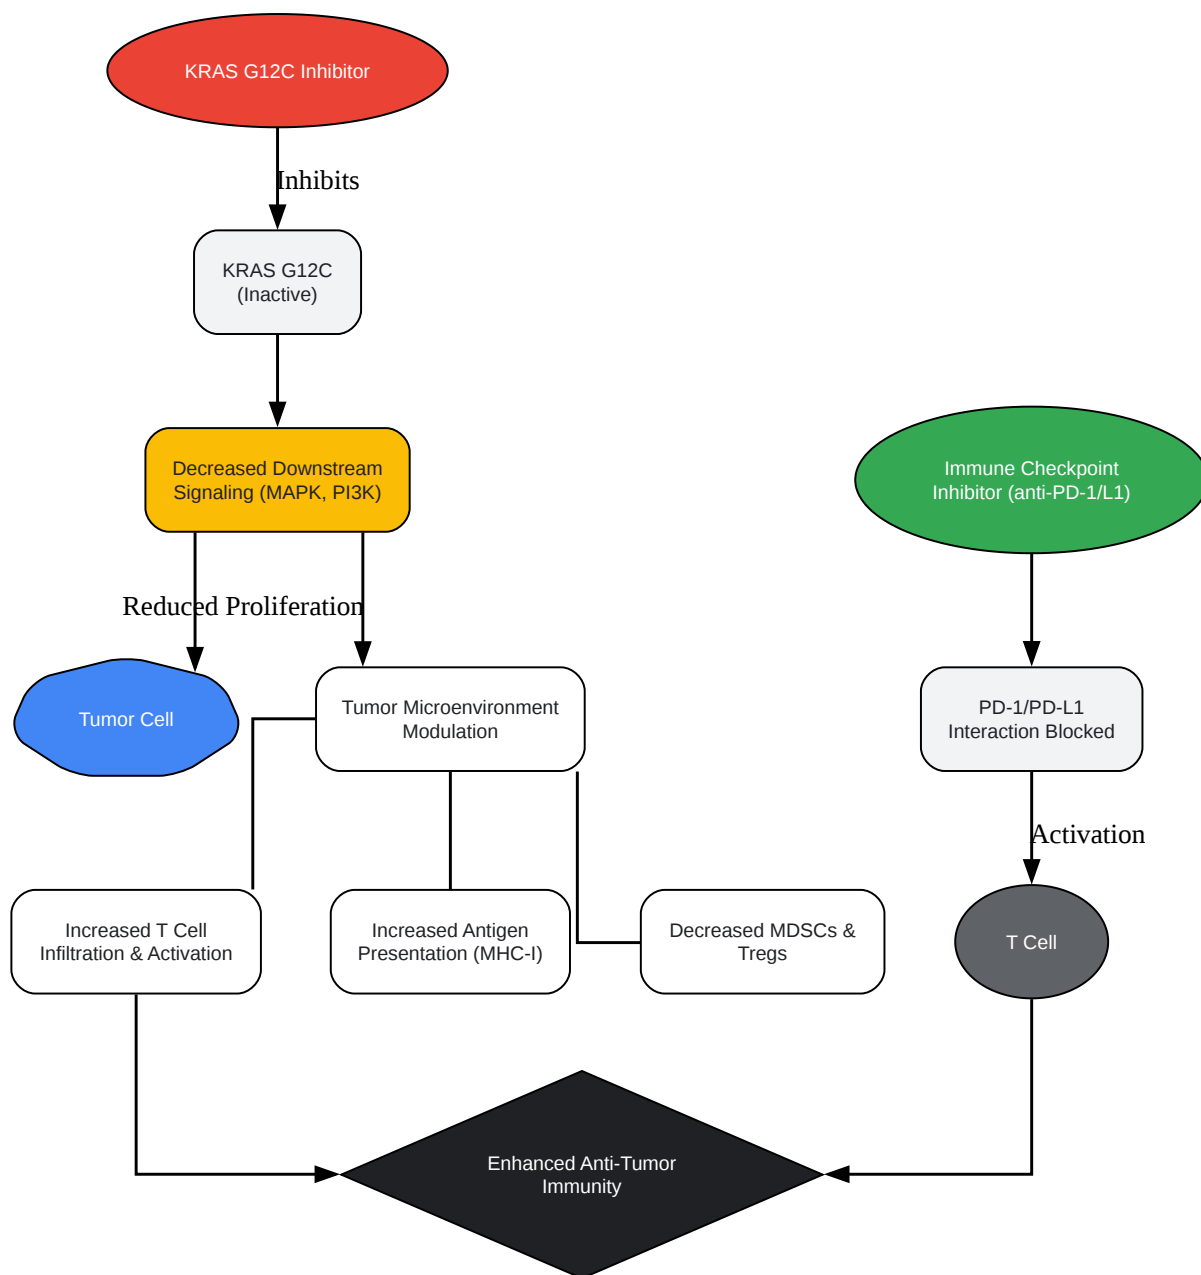 KRAS G12C Inhibitor
Inhibits
KRAS G12C
(Inactive)
Decreased Downstream
Signaling (MAPK, PI3K)
Immune Checkpoint
Inhibitor (anti-PD-1/L1)
Reduced Proliferation
Tumor Cell
Tumor Microenvironment
Modulation
PD-1/PD-L1
Interaction Blocked
Activation
Increased T Cell
Infiltration & Activation
Increased Antigen
Presentation (MHC-I)
Decreased MDSCs &
Tregs
T Cell
Enhanced Anti-Tumor
Immunity